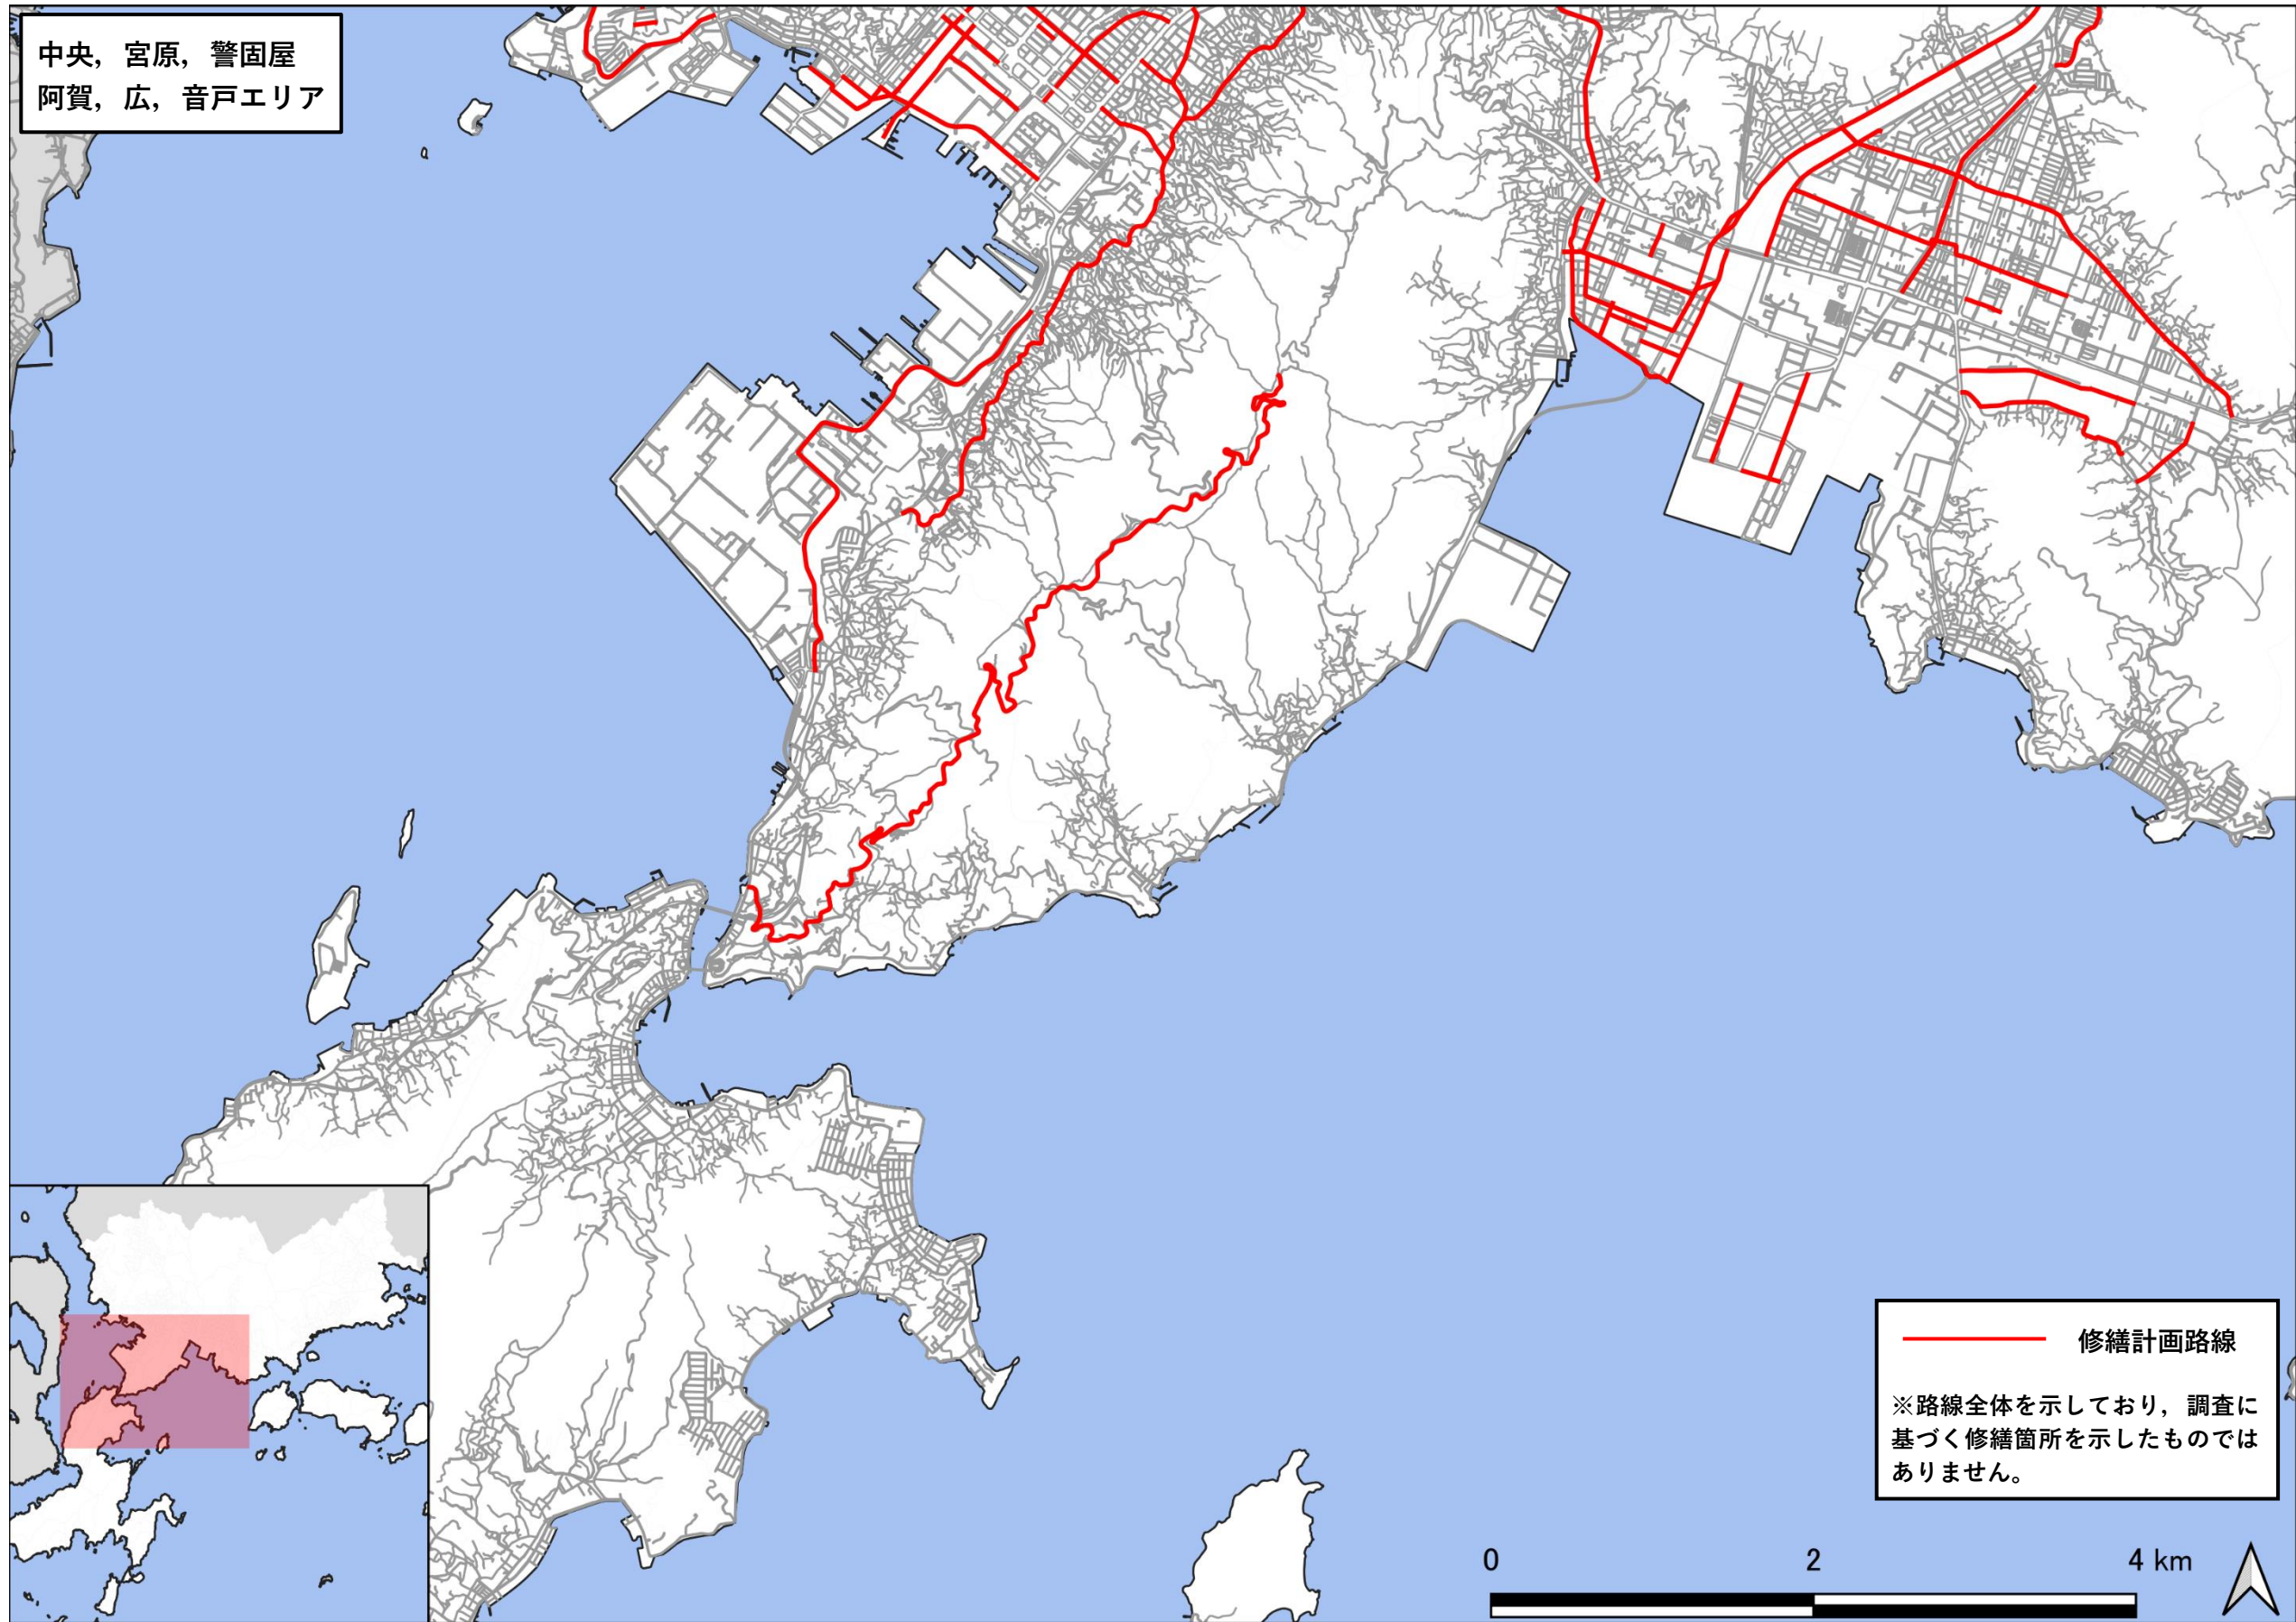 中央，宮原，警固屋
阿賀，広，音戸エリア
修繕計画路線
※路線全体を示しており，調査に
基づく修繕箇所を示したものでは
ありません。
0 2 4 km